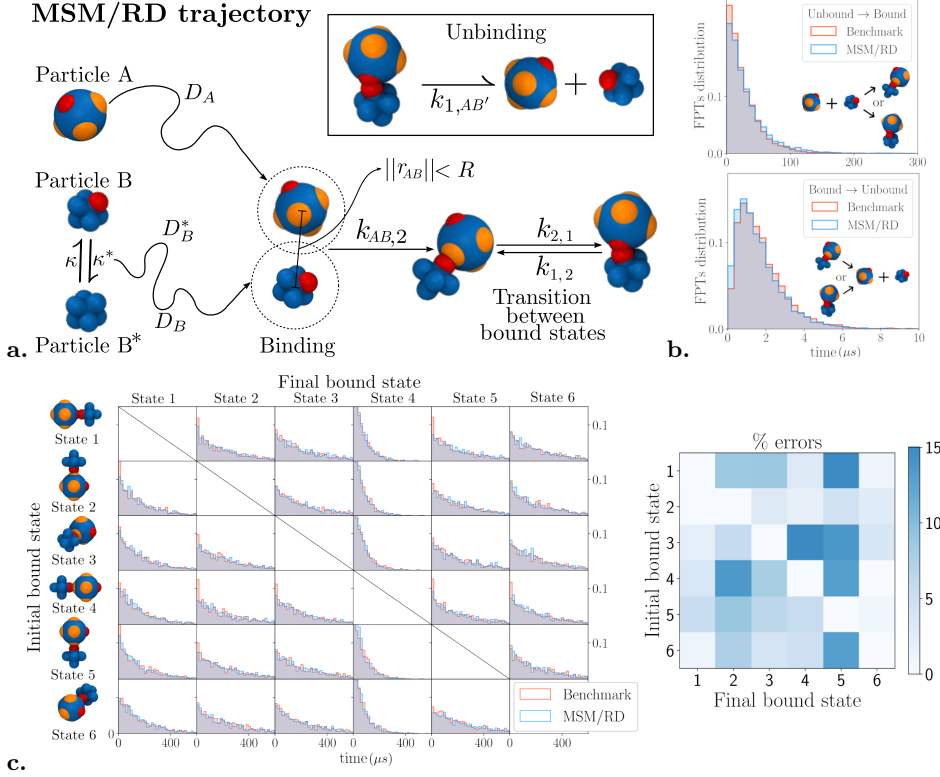 MSM/RD trajectory
Particle A
D_A
Unbinding
k_{1,AB'}
+
Particle B
D_B^*
κ
κ^*
D_B
Particle B*
||r_{AB}|| < R
k_{AB,2}
Binding
k_{2,1}
k_{1,2}
Transition
between
bound states
a.
FPTs distribution
0.1
0.0
Unbound → Bound
Benchmark
MSM/RD
+
or
0
100
200
300
FPTs distribution
0.1
0.0
Bound → Unbound
Benchmark
MSM/RD
or
+
0
2
4
6
8
10
time(μs)
b.
Final bound state
State 1
State 2
State 3
State 4
State 5
State 6
Initial bound state
State 1
State 2
State 3
State 4
State 5
State 6
0.1
0.1
0.1
0.1
0.1
0
0 400
0 400
0 400
0 400
0 400
0 400
time(μs)
Benchmark
MSM/RD
c.
% errors
Initial bound state
1
2
3
4
5
6
1 2 3 4 5 6
Final bound state
15
10
5
0